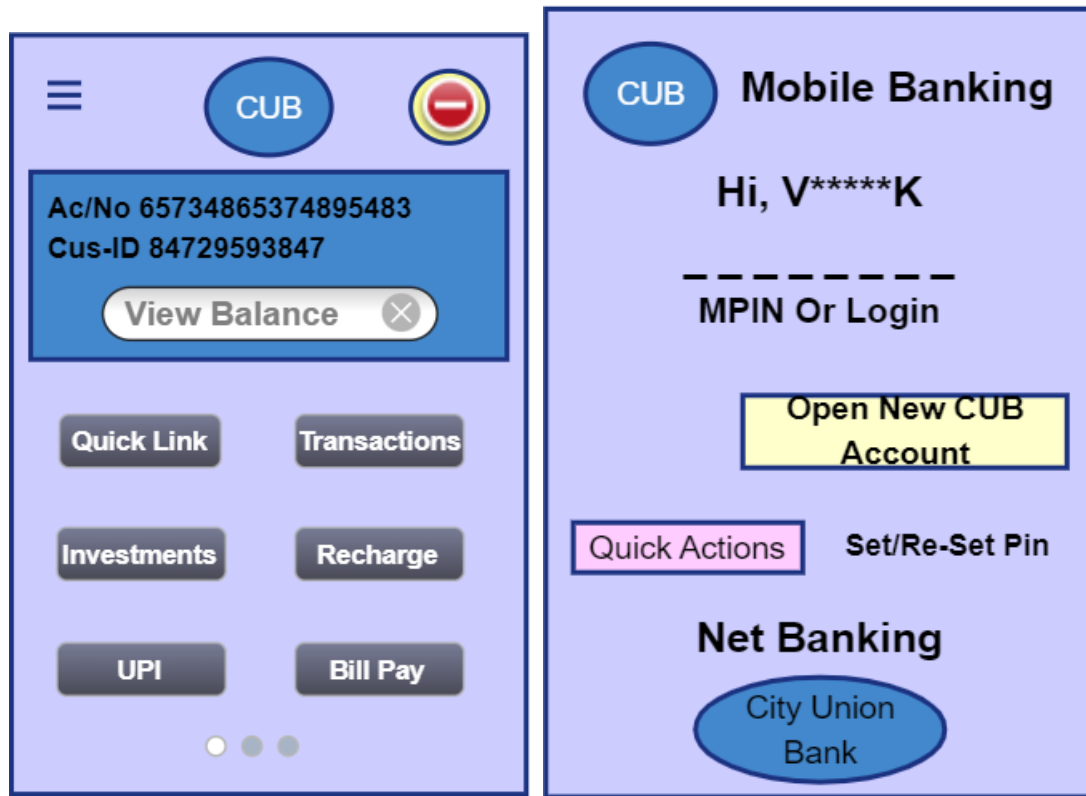 CUB
Ac/No 65734865374895483
Cus-ID 84729593847
View Balance
Quick Link
Transactions
Investments
Recharge
UPI
Bill Pay
CUB
Mobile Banking
Hi, V*****K
_ _ _ _ _ _ _ _
MPIN Or Login
Open New CUB
Account
Quick Actions
Set/Re-Set Pin
Net Banking
City Union
Bank